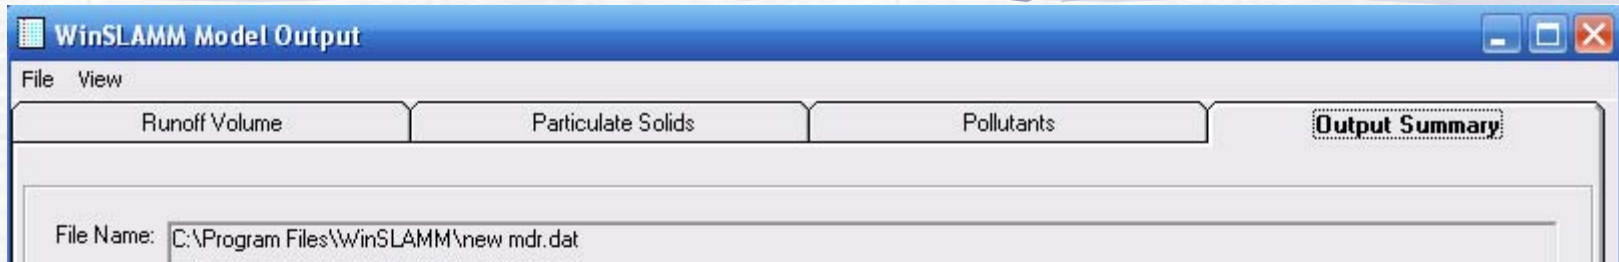 WinSLAMM Model Output
File View
Runoff Volume Particulate Solids Pollutants Output Summary
File Name: C:\Program Files\WinSLAMM\new mdr.dat